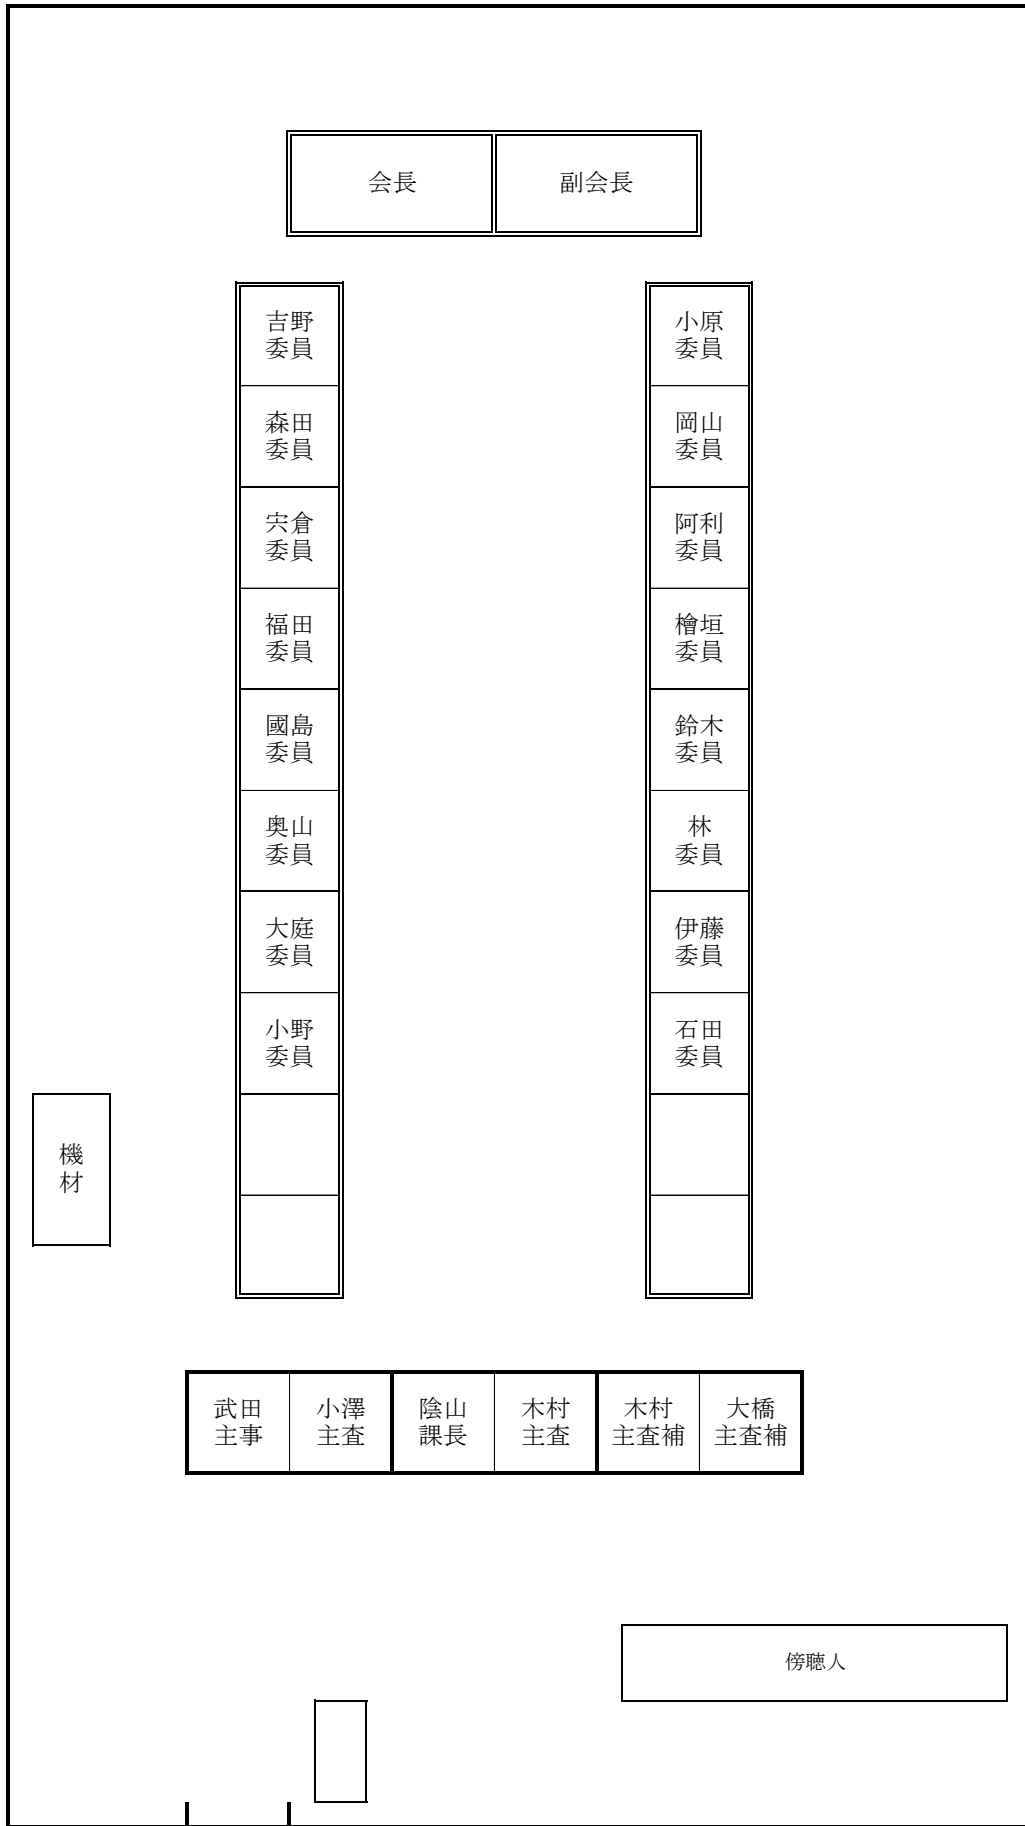 会長
副会長
吉野
委員
小原
委員
森田
委員
岡山
委員
宍倉
委員
阿利
委員
福田
委員
檜垣
委員
國島
委員
鈴木
委員
奥山
委員
林
委員
大庭
委員
伊藤
委員
小野
委員
石田
委員
機
材
武田
主事
小澤
主査
陰山
課長
木村
主査
木村
主査補
大橋
主査補
傍聴人